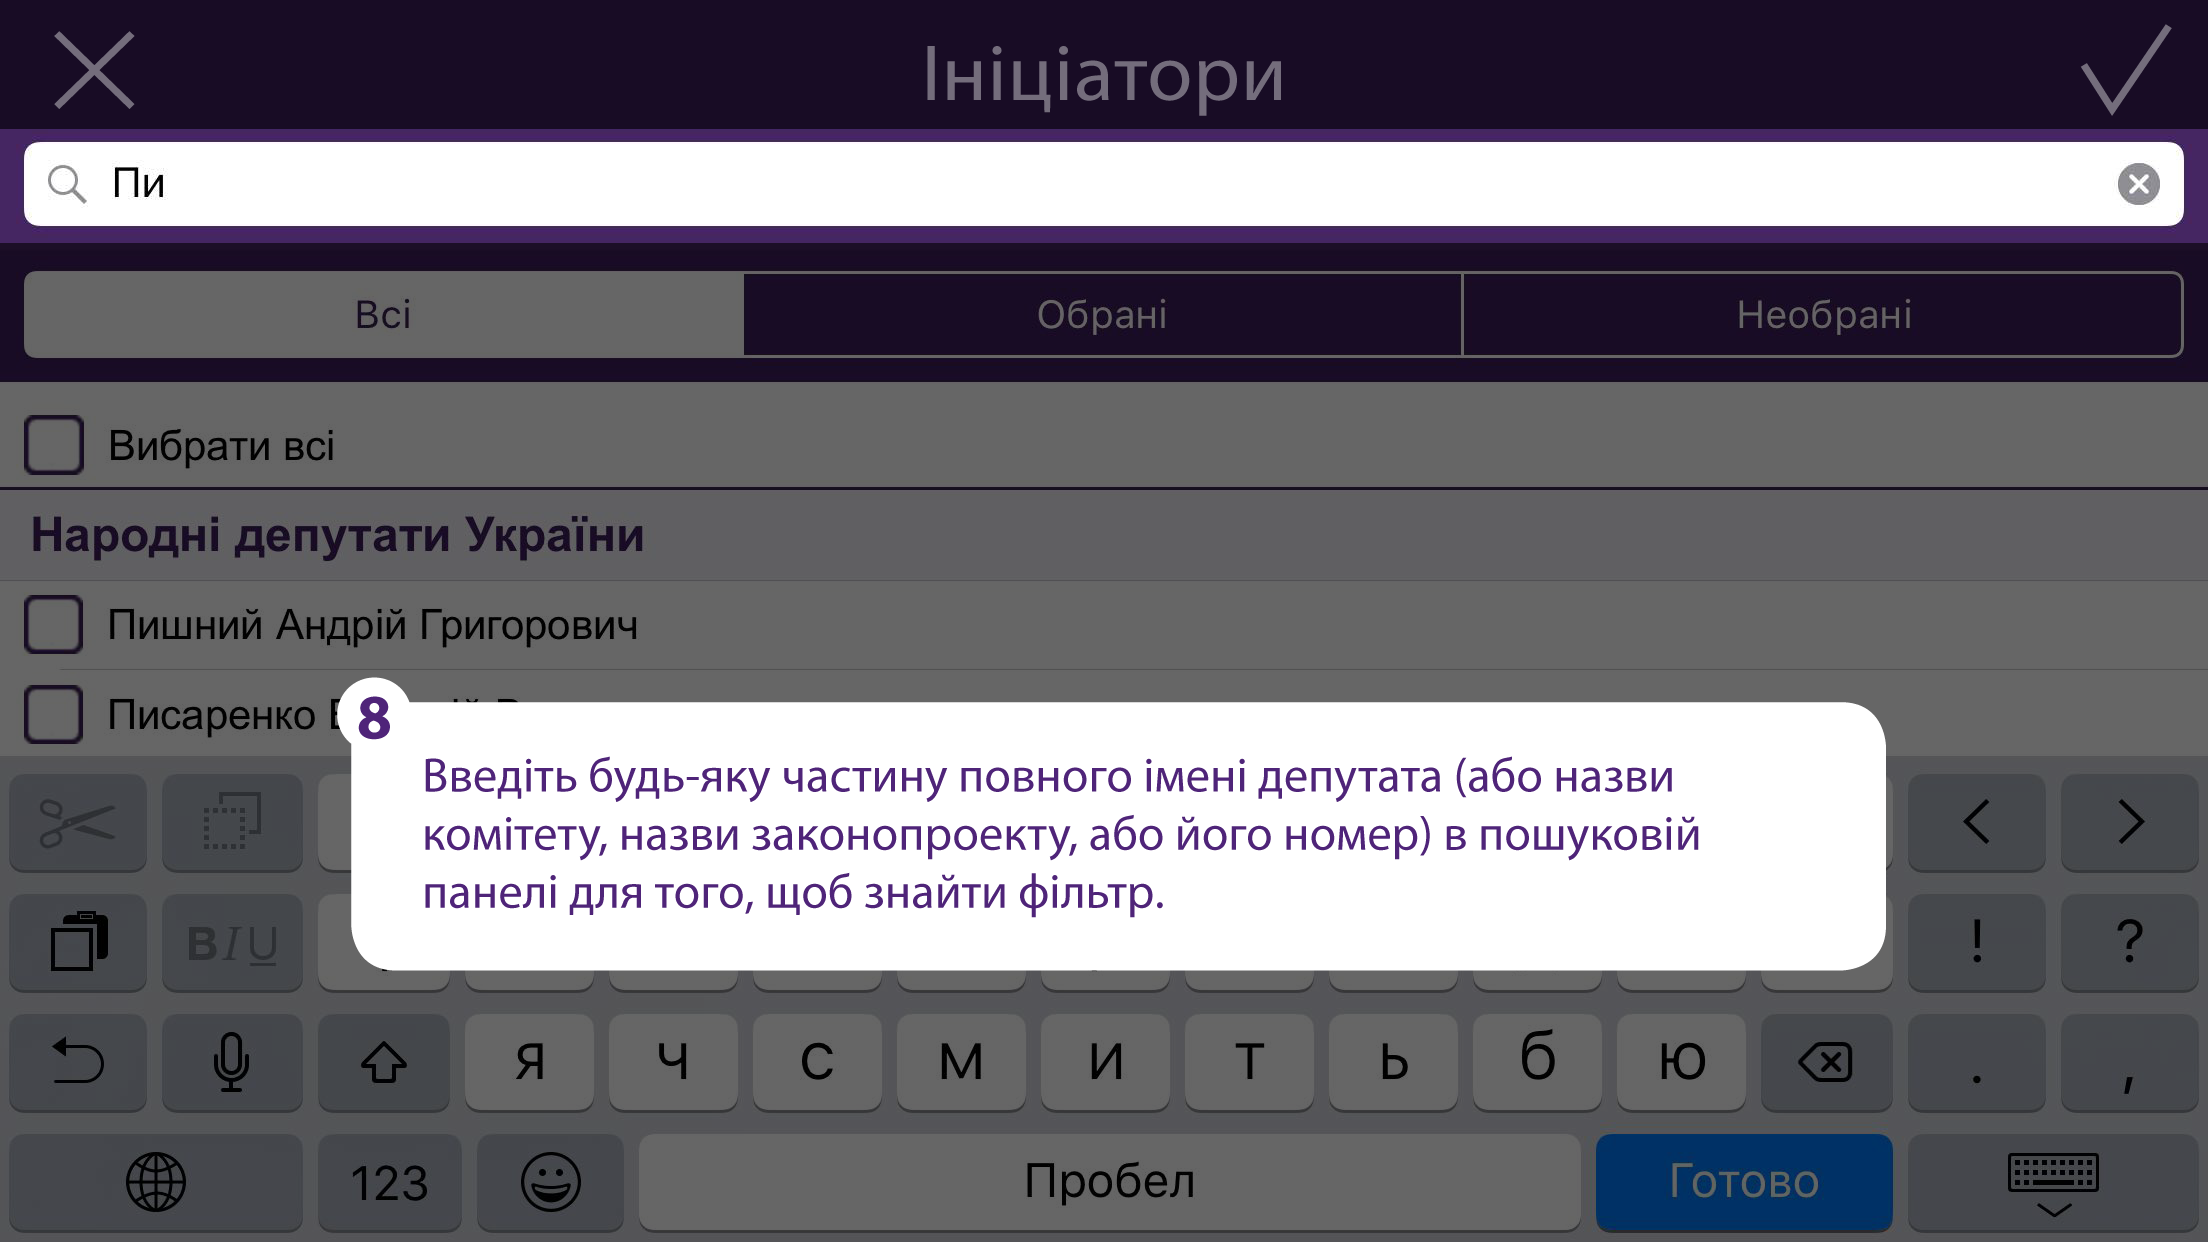 Ініціатори
Пи
Всі
Обрані
Необрані
Вибрати всі
Народні депутати України
Пишний Андрій Григорович
Писаренко
8
Введіть будь-яку частину повного імені депутата (або назви
комітету, назви законопроекту, або його номер) в пошуковій
панелі для того, щоб знайти фільтр.
< >
B I U ! ?
я ч с м и т ь б ю . ,
123 Пробел Готово